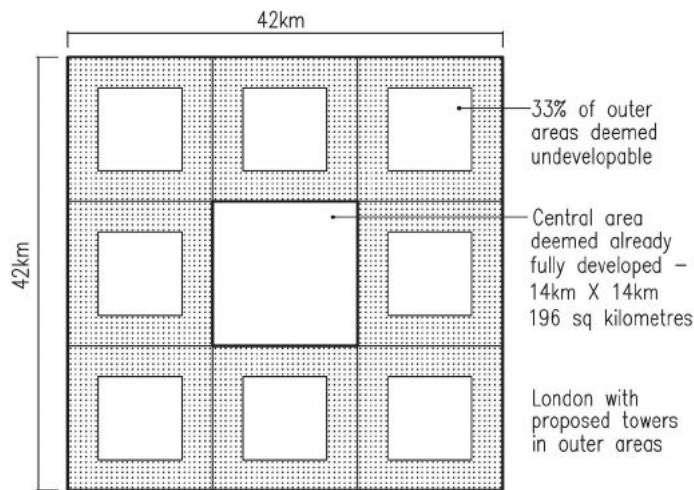 42km
42km
33% of outer
areas deemed
undevelopable
Central area
deemed already
fully developed –
14km X 14km
196 sq kilometres
London with
proposed towers
in outer areas